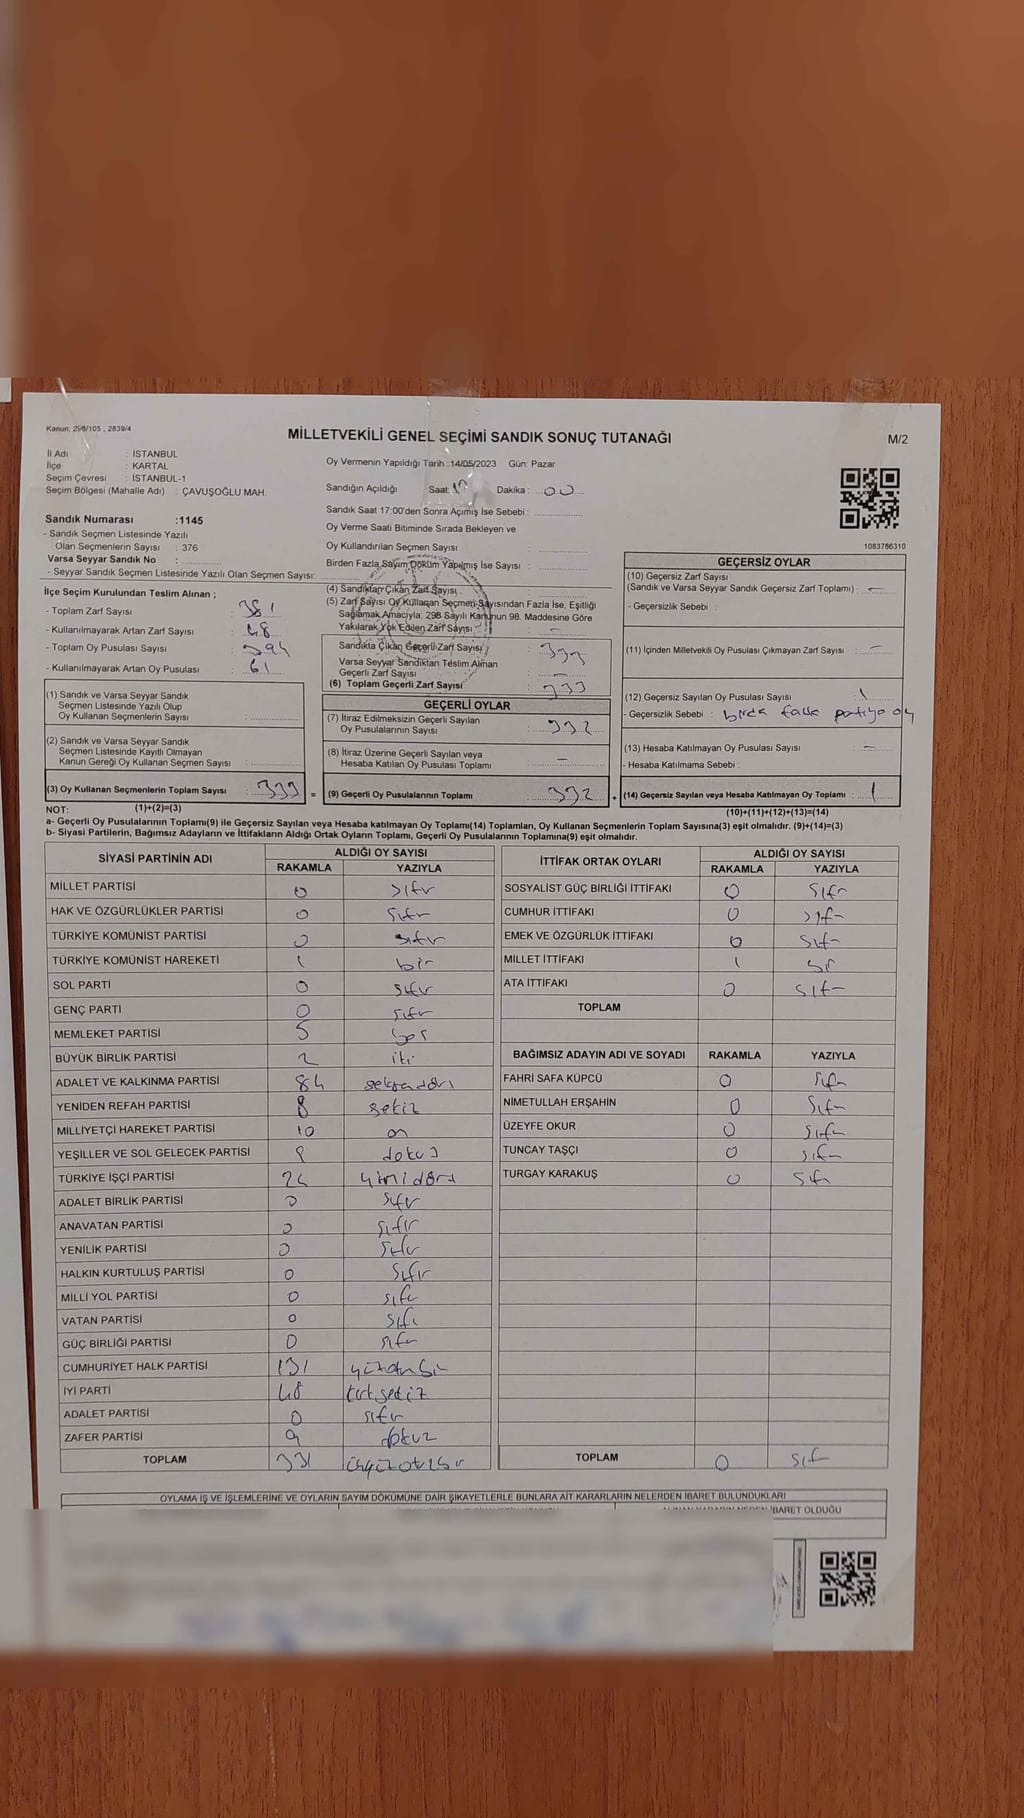 Kanun: 298/105 , 2839/4
MİLLETVEKİLİ GENEL SEÇİMİ SANDIK SONUÇ TUTANAĞI
M/2
İl Adı : İSTANBUL
İlçe : KARTAL
Seçim Çevresi : İSTANBUL-1
Seçim Bölgesi (Mahalle Adı) : ÇAVUŞOĞLU MAH.
Oy Vermenin Yapıldığı Tarih :14/05/2023 Gün: Pazar
Sandığın Açıldığı Saat: 17 Dakika : 00
Sandık Saat 17:00'den Sonra Açımış İse Sebebi :
Oy Verme Saati Bitiminde Sırada Bekleyen ve
Oy Kullandırılan Seçmen Sayısı :
Birden Fazla Sayım Döküm Yapılmış İse Sayısı :
Sandık Numarası :1145
- Sandık Seçmen Listesinde Yazılı
Olan Seçmenlerin Sayısı : 376
Varsa Seyyar Sandık No :
- Seyyar Sandık Seçmen Listesinde Yazılı Olan Seçmen Sayısı:
1083786310
İlçe Seçim Kurulundan Teslim Alınan ;
- Toplam Zarf Sayısı : 381
- Kullanılmayarak Artan Zarf Sayısı : 48
- Toplam Oy Pusulası Sayısı : 394
- Kullanılmayarak Artan Oy Pusulası : 61
(1) Sandık ve Varsa Seyyar Sandık
Seçmen Listesinde Yazılı Olup
Oy Kullanan Seçmenlerin Sayısı :
(2) Sandık ve Varsa Seyyar Sandık
Seçmen Listesinde Kayıtlı Olmayan
Kanun Gereği Oy Kullanan Seçmen Sayısı :
(3) Oy Kullanan Seçmenlerin Toplam Sayısı : 333 =
(1)+(2)=(3)
(4) Sandıktan Çıkan Zarf Sayısı :
(5) Zarf Sayısı Oy Kullanan Seçmen Sayısından Fazla İse, Eşitliği
Sağlamak Amacıyla, 298 Sayılı Kanunun 98. Maddesine Göre
Yakılarak Yok Edilen Zarf Sayısı : -
Sandıkta Çıkan Geçerli Zarf Sayısı : 333
Varsa Seyyar Sandıktan Teslim Alınan
Geçerli Zarf Sayısı : -
(6) Toplam Geçerli Zarf Sayısı : 333
GEÇERLİ OYLAR
(7) İtiraz Edilmeksizin Geçerli Sayılan
Oy Pusulalarının Sayısı : 332
(8) İtiraz Üzerine Geçerli Sayılan veya
Hesaba Katılan Oy Pusulası Toplamı : -
(9) Geçerli Oy Pusulalarının Toplamı : 332 +
GEÇERSİZ OYLAR
(10) Geçersiz Zarf Sayısı
(Sandık ve Varsa Seyyar Sandık Geçersiz Zarf Toplamı) : -
- Geçersizlik Sebebi :
(11) İçinden Milletvekili Oy Pusulası Çıkmayan Zarf Sayısı : -
(12) Geçersiz Sayılan Oy Pusulası Sayısı : 1
- Geçersizlik Sebebi : birden fazla partiye oy
(13) Hesaba Katılmayan Oy Pusulası Sayısı : -
- Hesaba Katılmama Sebebi :
(14) Geçersiz Sayılan veya Hesaba Katılmayan Oy Toplamı : 1
(10)+(11)+(12)+(13)=(14)
NOT:
a- Geçerli Oy Pusulalarının Toplamı(9) ile Geçersiz Sayılan veya Hesaba katılmayan Oy Toplamı(14) Toplamları, Oy Kullanan Seçmenlerin Toplam Sayısına(3) eşit olmalıdır. (9)+(14)=(3)
b- Siyasi Partilerin, Bağımsız Adayların ve İttifakların Aldığı Ortak Oyların Toplamı, Geçerli Oy Pusulalarının Toplamına(9) eşit olmalıdır.
SİYASİ PARTİNİN ADI ALDIĞI OY SAYISI
RAKAMLA YAZIYLA
MİLLET PARTİSİ 0 sıfır
HAK VE ÖZGÜRLÜKLER PARTİSİ 0 sıfır
TÜRKİYE KOMÜNİST PARTİSİ 0 sıfır
TÜRKİYE KOMÜNİST HAREKETİ 1 bir
SOL PARTİ 0 sıfır
GENÇ PARTİ 0 sıfır
MEMLEKET PARTİSİ 5 beş
BÜYÜK BİRLİK PARTİSİ 2 iki
ADALET VE KALKINMA PARTİSİ 84 seksendört
YENİDEN REFAH PARTİSİ 8 sekiz
MİLLİYETÇİ HAREKET PARTİSİ 10 on
YEŞİLLER VE SOL GELECEK PARTİSİ 9 dokuz
TÜRKİYE İŞÇİ PARTİSİ 24 yirmidört
ADALET BİRLİK PARTİSİ 0 sıfır
ANAVATAN PARTİSİ 0 sıfır
YENİLİK PARTİSİ 0 sıfır
HALKIN KURTULUŞ PARTİSİ 0 sıfır
MİLLİ YOL PARTİSİ 0 sıfır
VATAN PARTİSİ 0 sıfır
GÜÇ BİRLİĞİ PARTİSİ 0 sıfır
CUMHURİYET HALK PARTİSİ 131 yüzotuzbir
İYİ PARTİ 48 kırksekiz
ADALET PARTİSİ 0 sıfır
ZAFER PARTİSİ 9 dokuz
TOPLAM 331 üçyüzotuzbir
İTTİFAK ORTAK OYLARI ALDIĞI OY SAYISI
RAKAMLA YAZIYLA
SOSYALİST GÜÇ BİRLİĞİ İTTİFAKI 0 sıfır
CUMHUR İTTİFAKI 0 sıfır
EMEK VE ÖZGÜRLÜK İTTİFAKI 0 sıfır
MİLLET İTTİFAKI 1 bir
ATA İTTİFAKI 0 sıfır
TOPLAM
BAĞIMSIZ ADAYIN ADI VE SOYADI RAKAMLA YAZIYLA
FAHRİ SAFA KÜPCÜ 0 sıfır
NİMETULLAH ERŞAHİN 0 sıfır
ÜZEYFE OKUR 0 sıfır
TUNCAY TAŞÇI 0 sıfır
TURGAY KARAKUŞ 0 sıfır
TOPLAM 0 sıfır
OYLAMA İŞ VE İŞLEMLERİNE VE OYLARIN SAYIM DÖKÜMÜNE DAİR ŞİKAYETLERLE BUNLARA AİT KARARLARIN NELERDEN İBARET BULUNDUKLARI
İBARET OLDUĞU